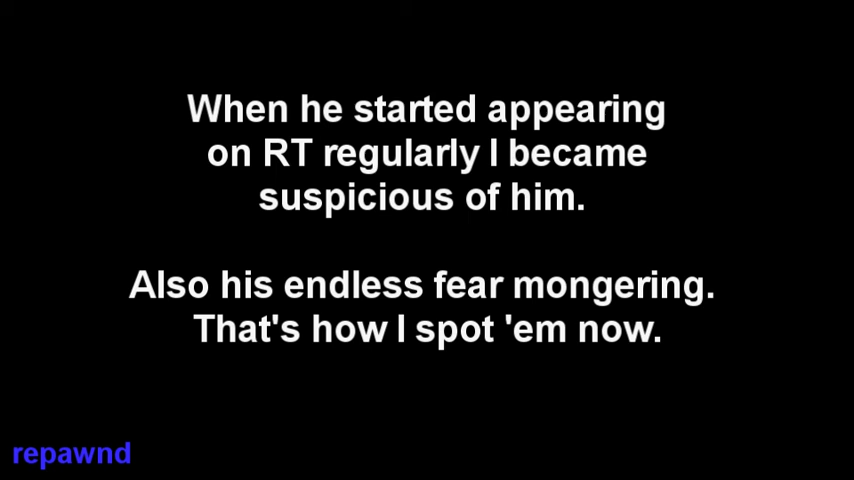 When he started appearing
on RT regularly I became
suspicious of him.
Also his endless fear mongering.
That's how I spot 'em now.
repawnd